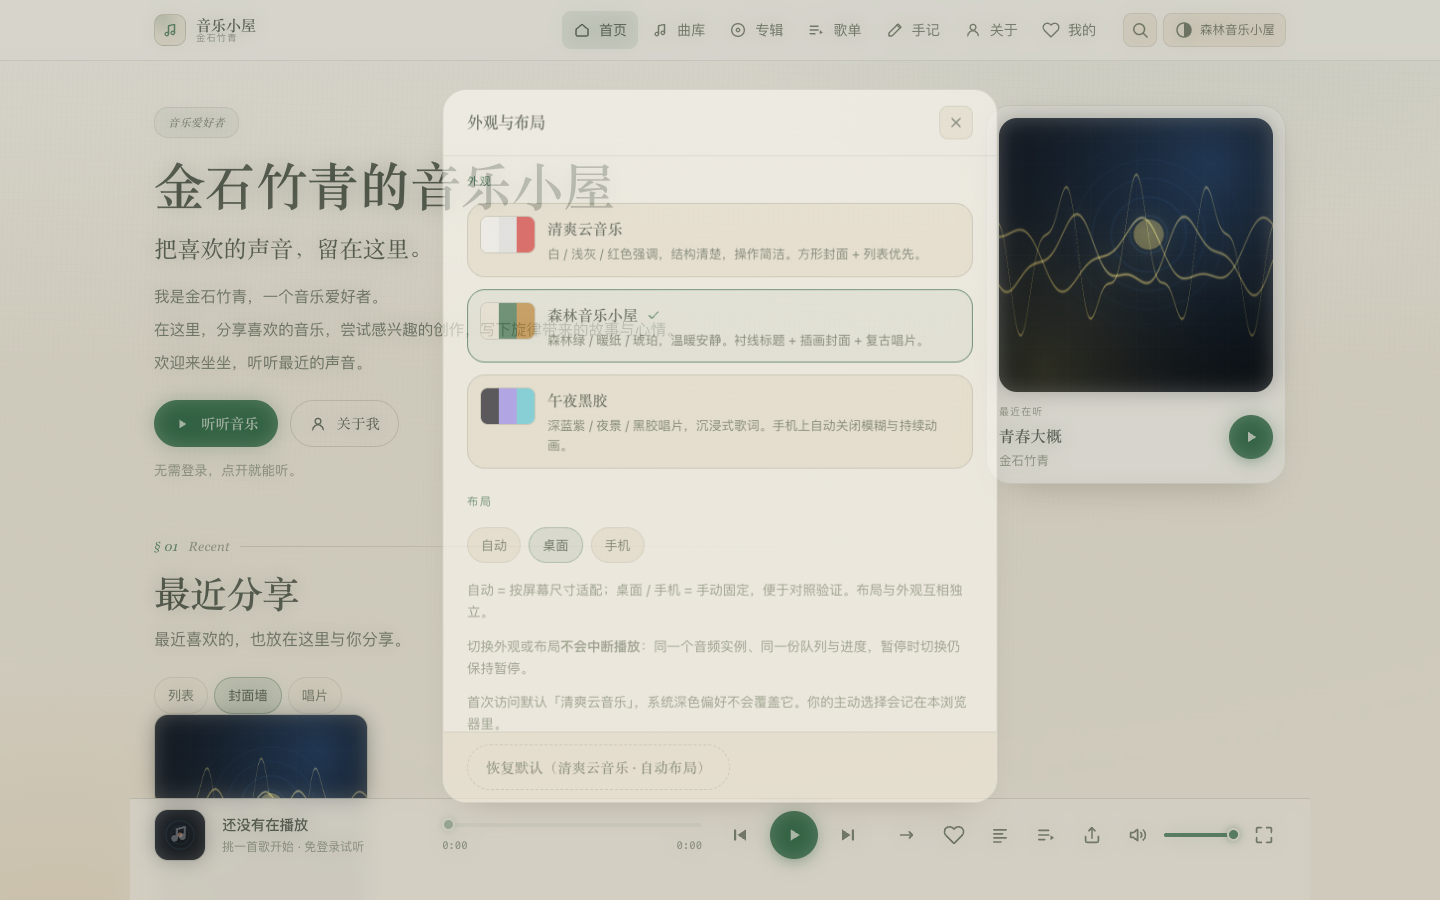 音乐小屋
金石竹青
首页
曲库
专辑
歌单
手记
关于
我的
森林音乐小屋
音乐爱好者
金石竹青的音乐小屋
把喜欢的声音，留在这里。
我是金石竹青，一个音乐爱好者。
在这里，分享喜欢的音乐，尝试感兴趣的创作，写下旋律带来的故事与心情。
欢迎来坐坐，听听最近的声音。
听听音乐
关于我
无需登录，点开就能听。
§ 01 Recent
最近分享
最近喜欢的，也放在这里与你分享。
列表
封面墙
唱片
外观与布局
外观
清爽云音乐
白 / 浅灰 / 红色强调，结构清楚，操作简洁。方形封面 + 列表优先。
森林音乐小屋
森林绿 / 暖纸 / 琥珀，温暖安静。衬线标题 + 插画封面 + 复古唱片。
午夜黑胶
深蓝紫 / 夜景 / 黑胶唱片，沉浸式歌词。手机上自动关闭模糊与持续动
画。
布局
自动
桌面
手机
自动 = 按屏幕尺寸适配；桌面 / 手机 = 手动固定，便于对照验证。布局与外观互相独
立。
切换外观或布局不会中断播放：同一个音频实例、同一份队列与进度，暂停时切换仍
保持暂停。
首次访问默认「清爽云音乐」，系统深色偏好不会覆盖它。你的主动选择会记在本浏览
器里。
恢复默认（清爽云音乐 · 自动布局）
最近在听
青春大概
金石竹青
还没有在播放
挑一首歌开始 · 免登录试听
0:00
0:00